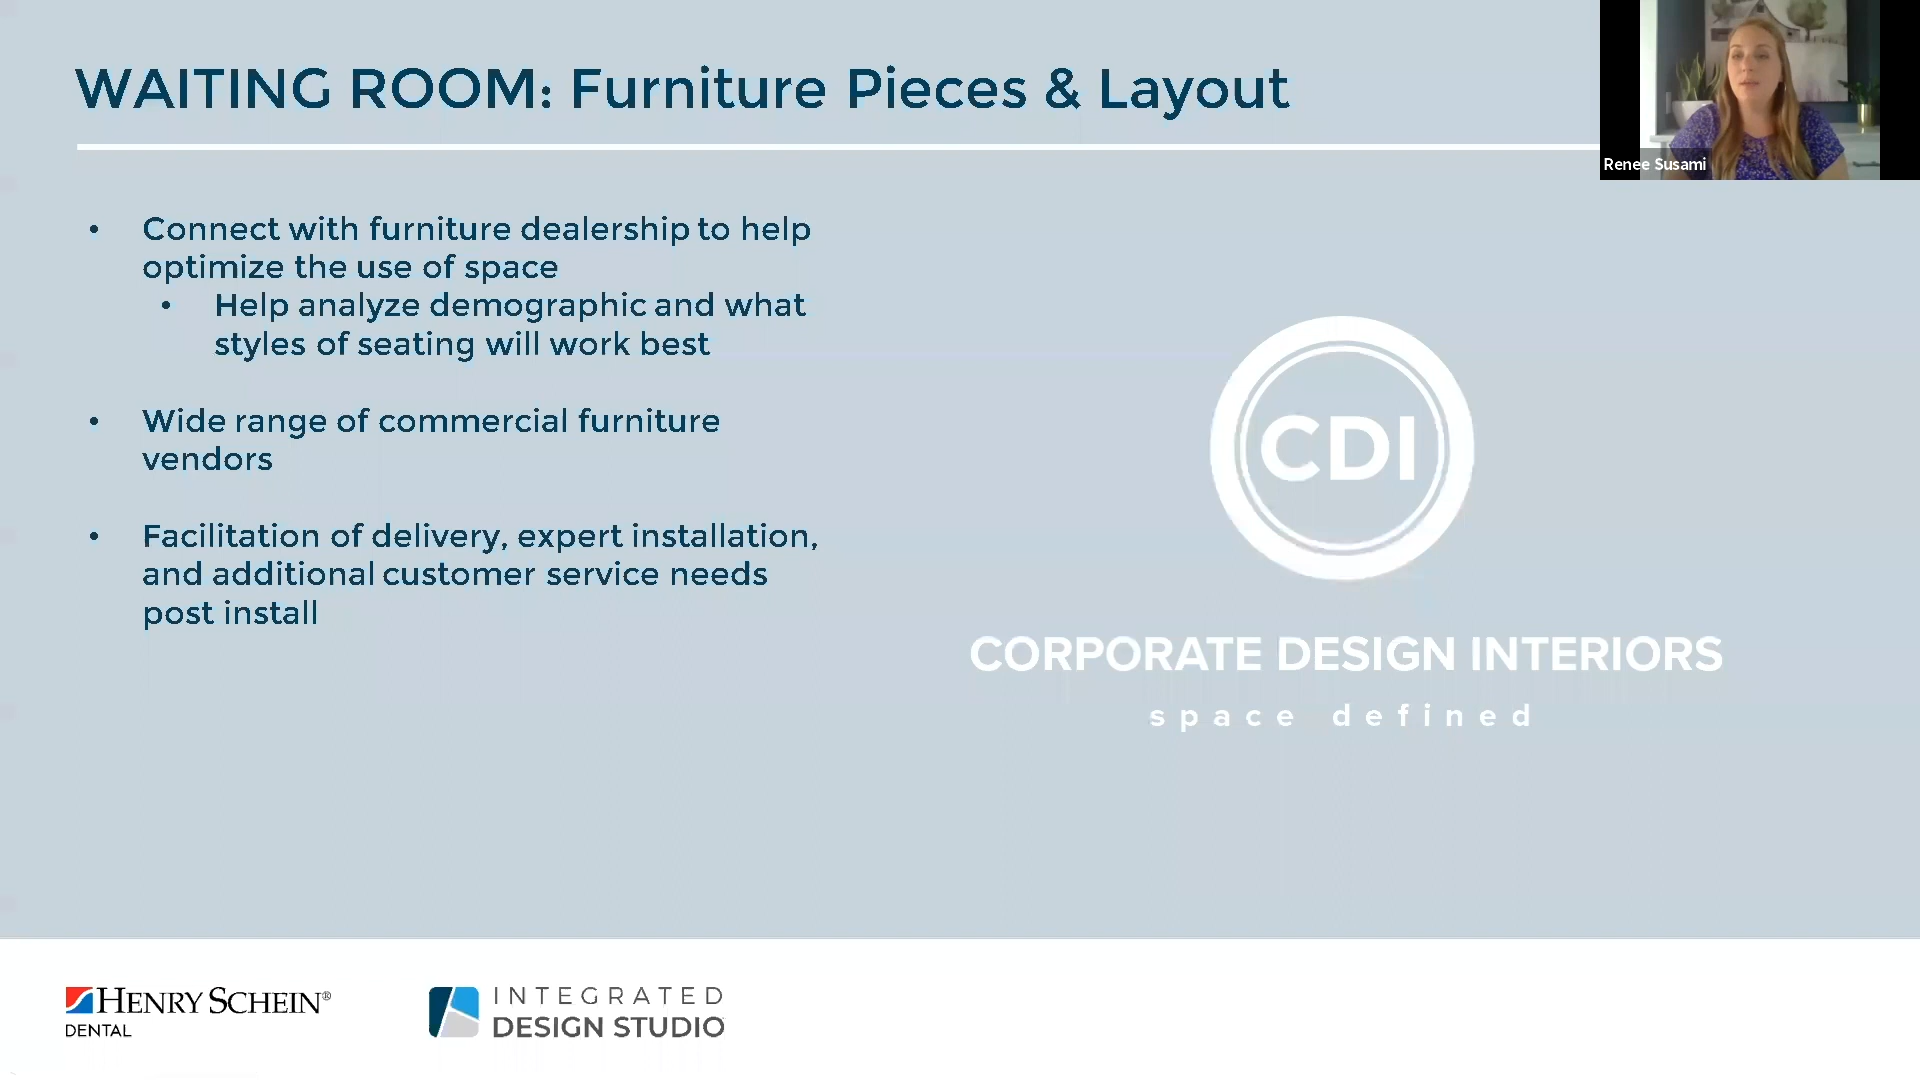 WAITING ROOM: Furniture Pieces & Layout
Renee Susami
• Connect with furniture dealership to help
optimize the use of space
• Help analyze demographic and what
styles of seating will work best
• Wide range of commercial furniture
vendors
• Facilitation of delivery, expert installation,
and additional customer service needs
post install
CDI
CORPORATE DESIGN INTERIORS
space defined
HENRY SCHEIN®
DENTAL
INTEGRATED
DESIGN STUDIO